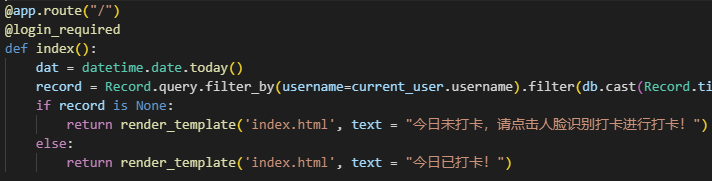 @app.route("/")
@login_required
def index():
    dat = datetime.date.today()
    record = Record.query.filter_by(username=current_user.username).filter(db.cast(Record.ti
    if record is None:
        return render_template('index.html', text = "今日未打卡，请点击人脸识别打卡进行打卡！")
    else:
        return render_template('index.html', text = "今日已打卡！")